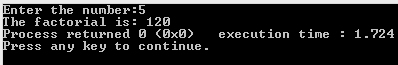 Enter the number:5
The factorial is: 120
Process returned 0 (0x0)   execution time : 1.724
Press any key to continue.